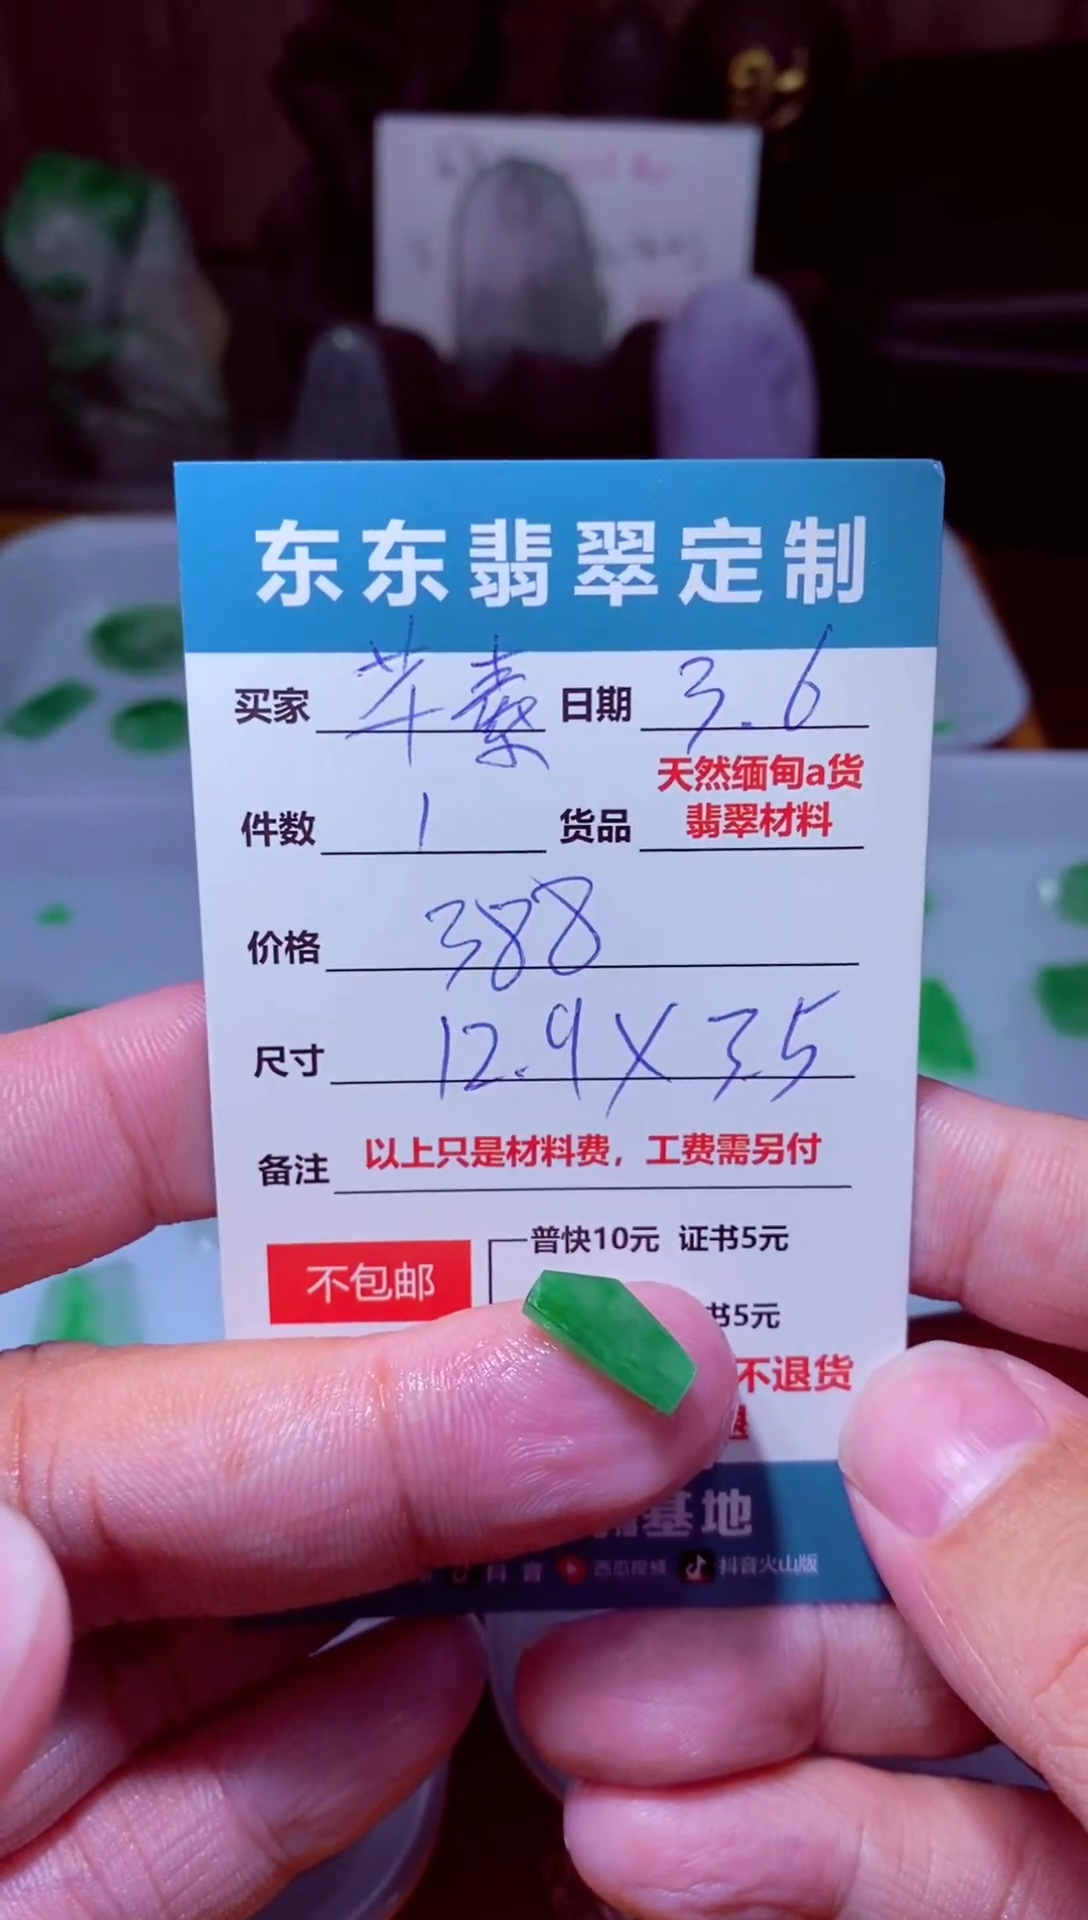 东东翡翠定制
买家 芊素 日期 3.6
天然缅甸a货
件数 1 货品 翡翠材料
价格 388
尺寸 12.9X3.5
备注 以上只是材料费，工费需另付
普快10元 证书5元
不包邮
书5元
不退货
退
基地
抖音 西瓜视频 抖音火山版